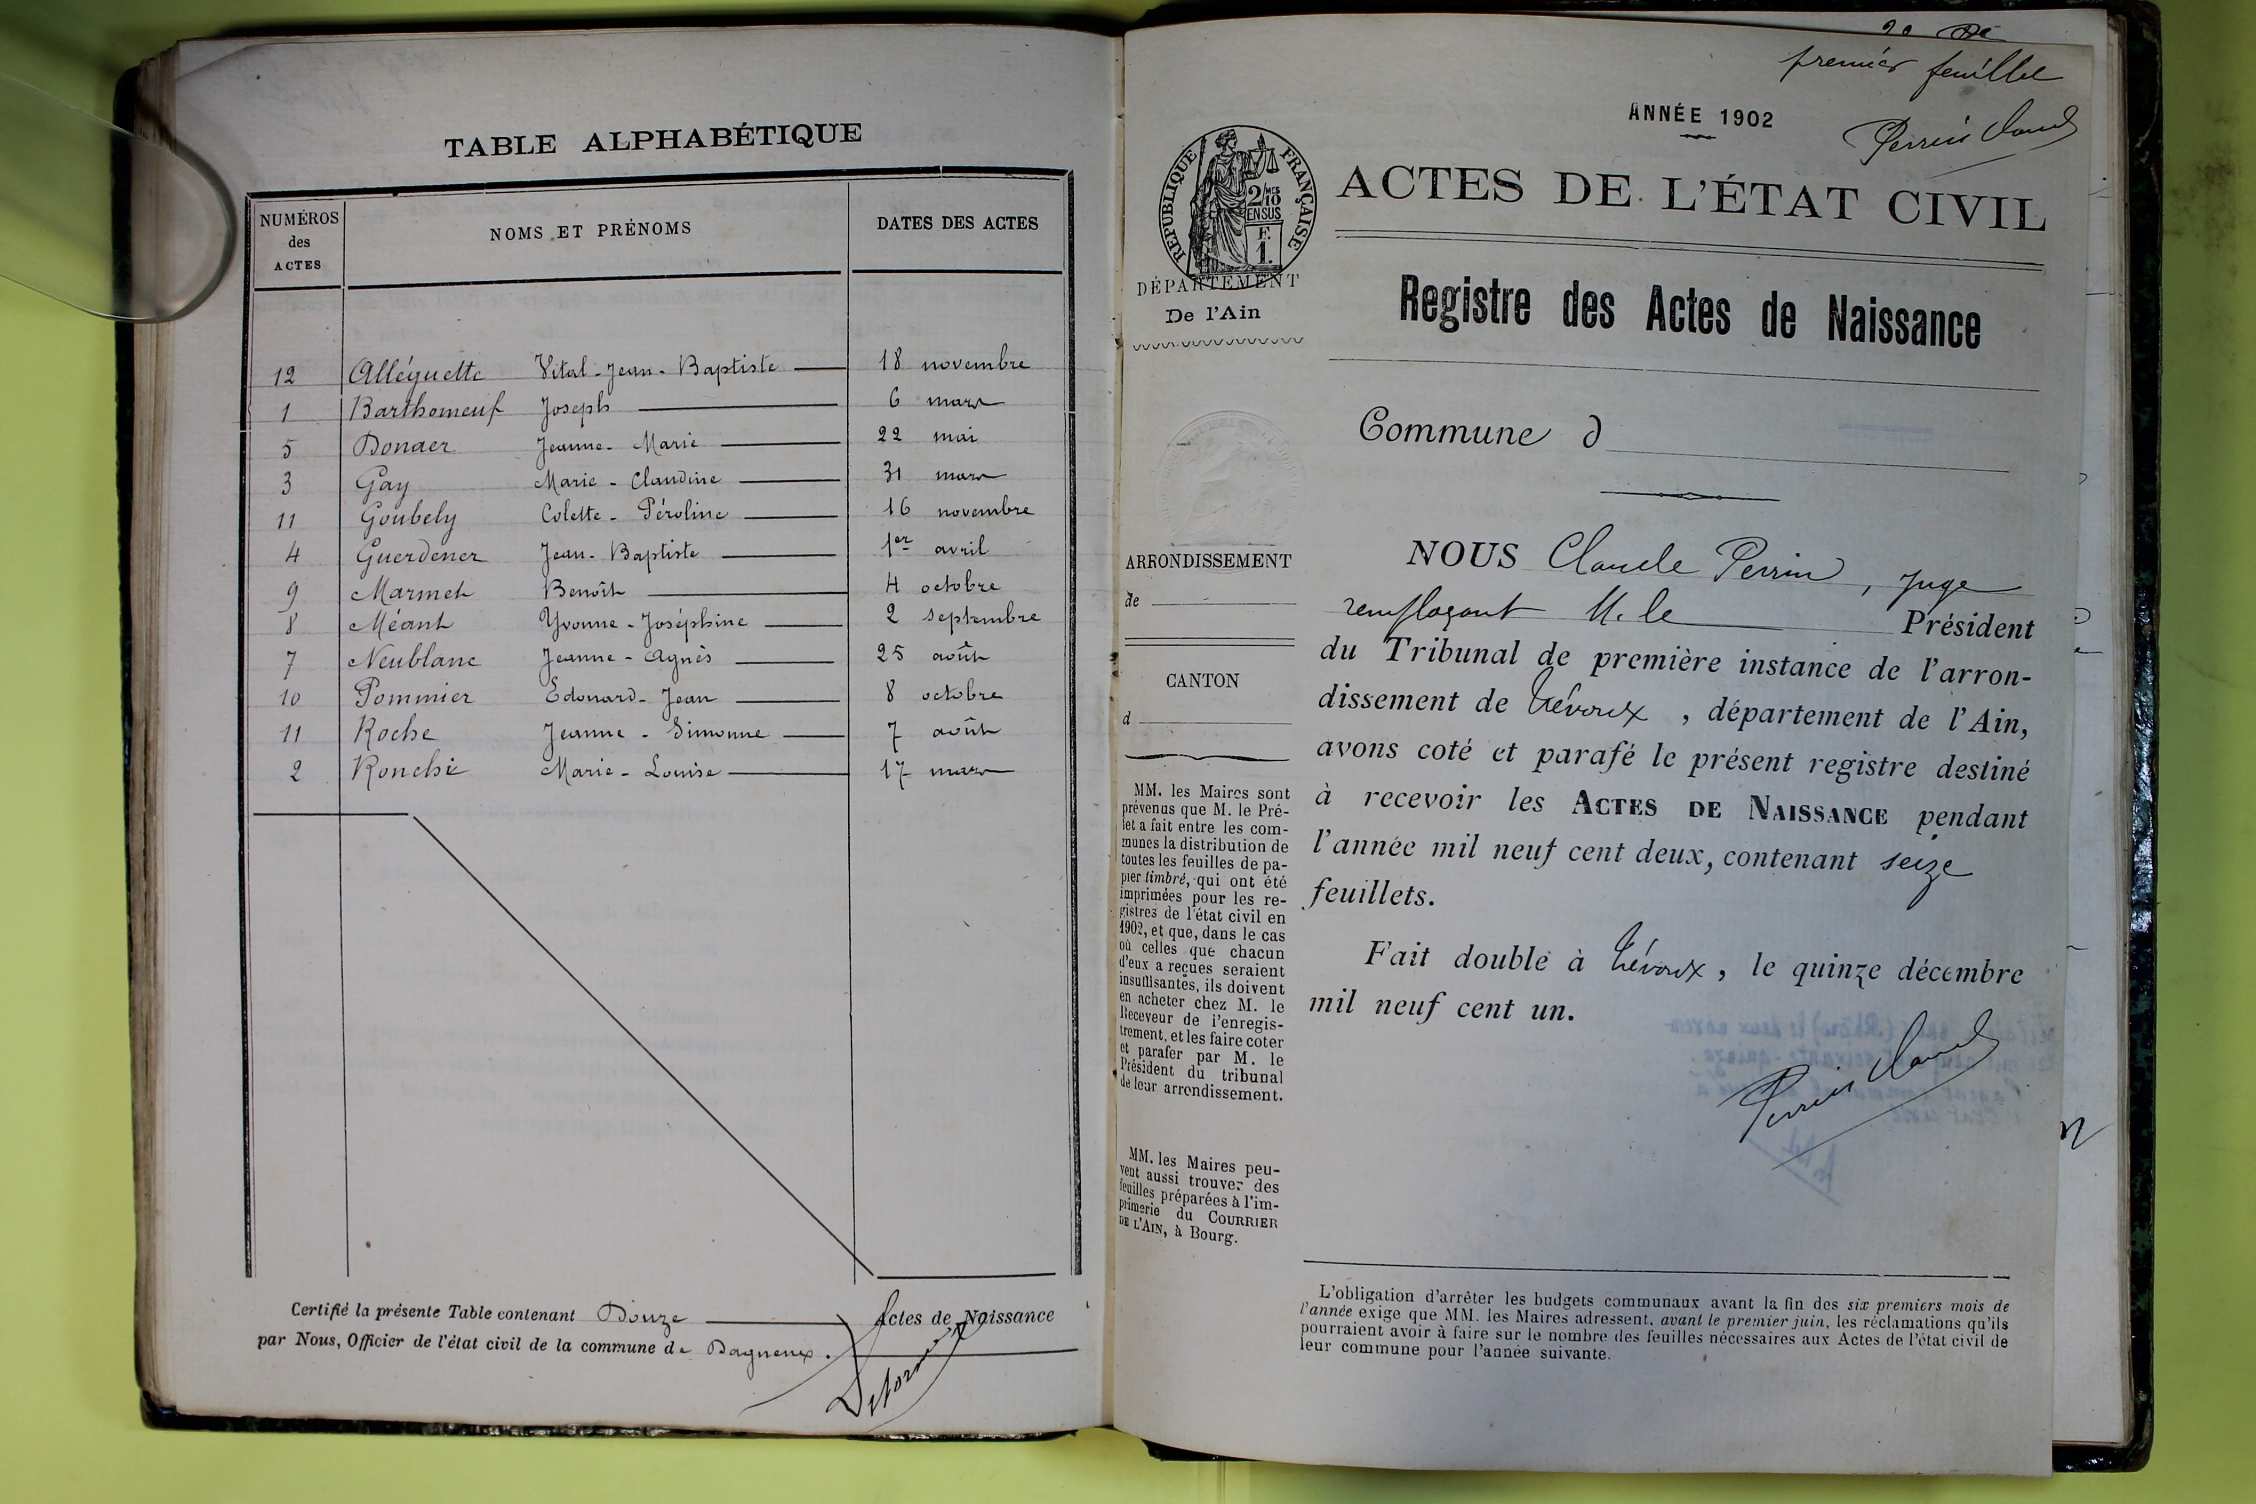 TABLE ALPHABÉTIQUE
NUMÉROS des ACTES
NOMS ET PRÉNOMS
DATES DES ACTES
12 Alléguette Vital-Jean-Baptiste 18 novembre
1 Barthomeuf Joseph 6 mars
5 Donaer Jeanne-Marie 22 mai
3 Gay Marie-Claudine 31 mars
11 Goubely Colette-Péroline 16 novembre
4 Guerdener Jean-Baptiste 1er avril
9 Marmet Benoît 4 octobre
8 Méant Yvonne-Joséphine 2 septembre
7 Neublanc Jeanne-Agnès 25 août
10 Pommier Edouard-Jean 8 octobre
11 Roche Jeanne-Simonne 7 août
2 Ronchi Marie-Louise 17 mars
Certifié la présente Table contenant Douze Actes de Naissance
par Nous, Officier de l'état civil de la commune de Dagneux.
premier feuillet
Perrin Claude
ANNÉE 1902
ACTES DE L'ÉTAT CIVIL
RÉPUBLIQUE FRANÇAISE
2/10 MES
EN SUS
F.
1.
DÉPARTEMENT
De l'Ain
Registre des Actes de Naissance
Commune d
ARRONDISSEMENT
de
CANTON
d
MM. les Maires sont
prévenus que M. le Pré-
fet a fait entre les com-
munes la distribution de
toutes les feuilles de pa-
pier timbré, qui ont été
imprimées pour les re-
gistres de l'état civil en
1902, et que, dans le cas
où celles que chacun
d'eux a reçues seraient
insuffisantes, ils doivent
en acheter chez M. le
Receveur de l'enregis-
trement, et les faire coter
et parafer par M. le
Président du tribunal
de leur arrondissement.
MM. les Maires peu-
vent aussi trouver des
feuilles préparées à l'im-
primerie du COURRIER
DE L'AIN, à Bourg.
NOUS Claude Perrin, juge
remplaçant M. le Président
du Tribunal de première instance de l'arron-
dissement de Trévoux, département de l'Ain,
avons coté et parafé le présent registre destiné
à recevoir les ACTES DE NAISSANCE pendant
l'année mil neuf cent deux, contenant seize
feuillets.
Fait double à Trévoux, le quinze décembre
mil neuf cent un.
Perrin Claude
L'obligation d'arrêter les budgets communaux avant la fin des six premiers mois de
l'année exige que MM. les Maires adressent, avant le premier juin, les réclamations qu'ils
pourraient avoir à faire sur le nombre des feuilles nécessaires aux Actes de l'état civil de
leur commune pour l'année suivante.